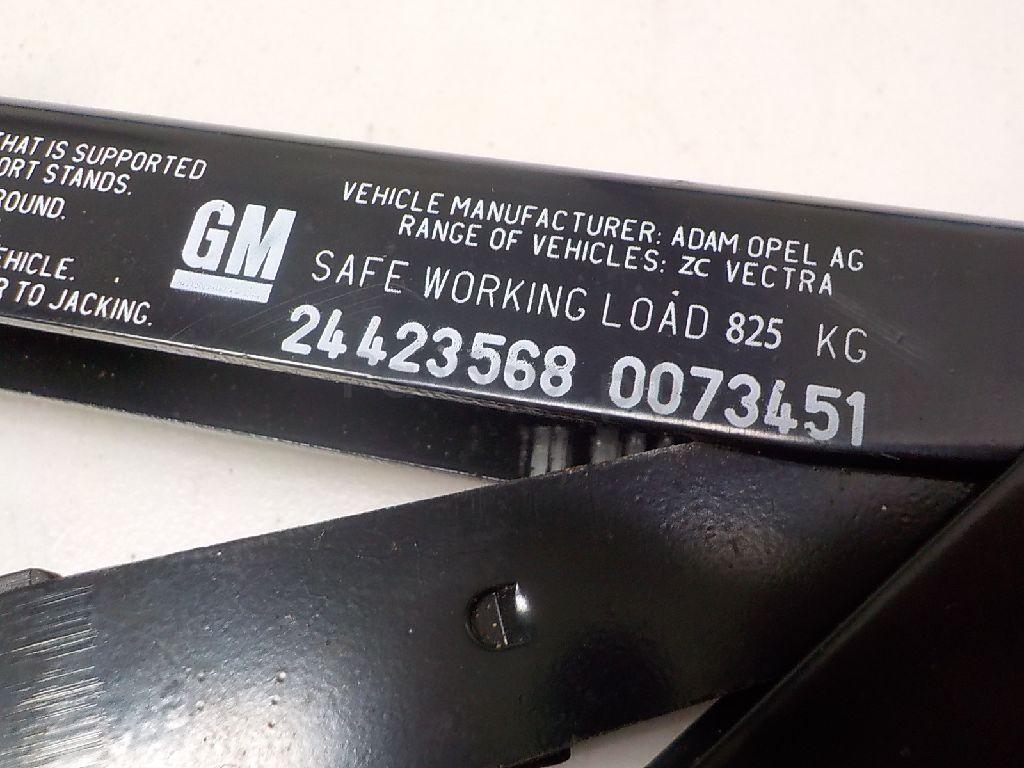 THAT IS SUPPORTED
ORT STANDS.
ROUND.
EHICLE.
R TO JACKING.
GM
VEHICLE MANUFACTURER: ADAM OPEL AG
RANGE OF VEHICLES: ZC VECTRA
SAFE WORKING LOAD 825 KG
24423568 0073451